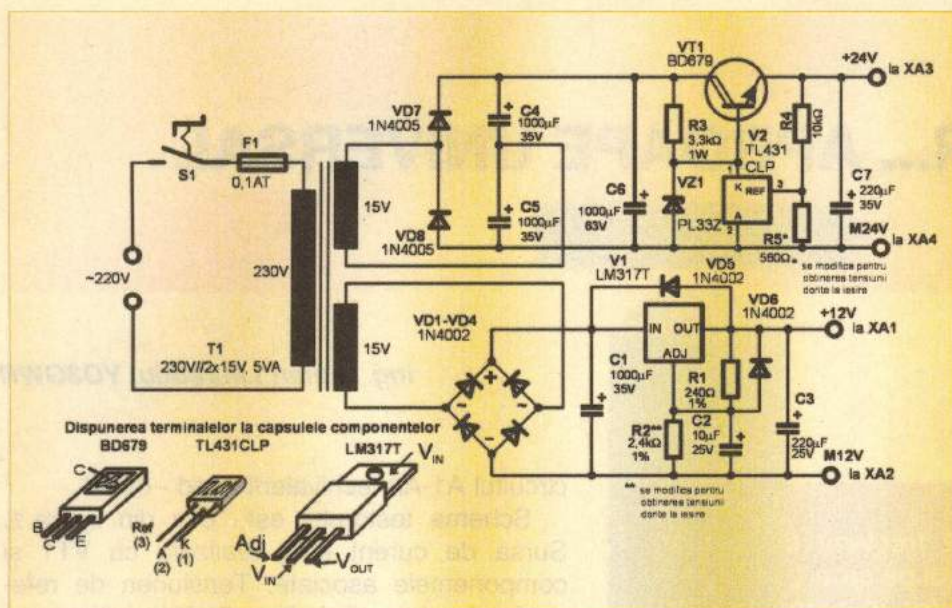 VT1
BD679
+24V
la XA3
VD7
1N4005
C4
1000µF
35V
R3
3,3kΩ
1W
V2
TL431
CLP
R4
10kΩ
F1
S1
0,1AT
15V
C5
1000µF
35V
C6
1000µF
63V
VZ1
PL33Z
K
REF
3
A
2
C7
220µF
35V
VD8
1N4005
M24V
la XA4
R5*
560Ω
* se modifica pentru
obtinerea tensiunii
dorite la iesire
~220V
230V
V1
LM317T
VD5
1N4002
VD6
1N4002
+12V
la XA1
15V
VD1-VD4
1N4002
IN
OUT
ADJ
T1
230V//2x15V, 5VA
C1
1000µF
35V
R1
240Ω
1%
R2**
2,4kΩ
1%
C2
10µF
25V
C3
220µF
25V
M12V
la XA2
** se modifica pentru
obtinerea tensiunii
dorite la iesire
Dispunerea terminalelor la capsulele componentelor
BD679
TL431CLP
LM317T
C
B
C
E
Ref
(3)
A
(2)
K
(1)
Adj
VIN
VOUT
VIN